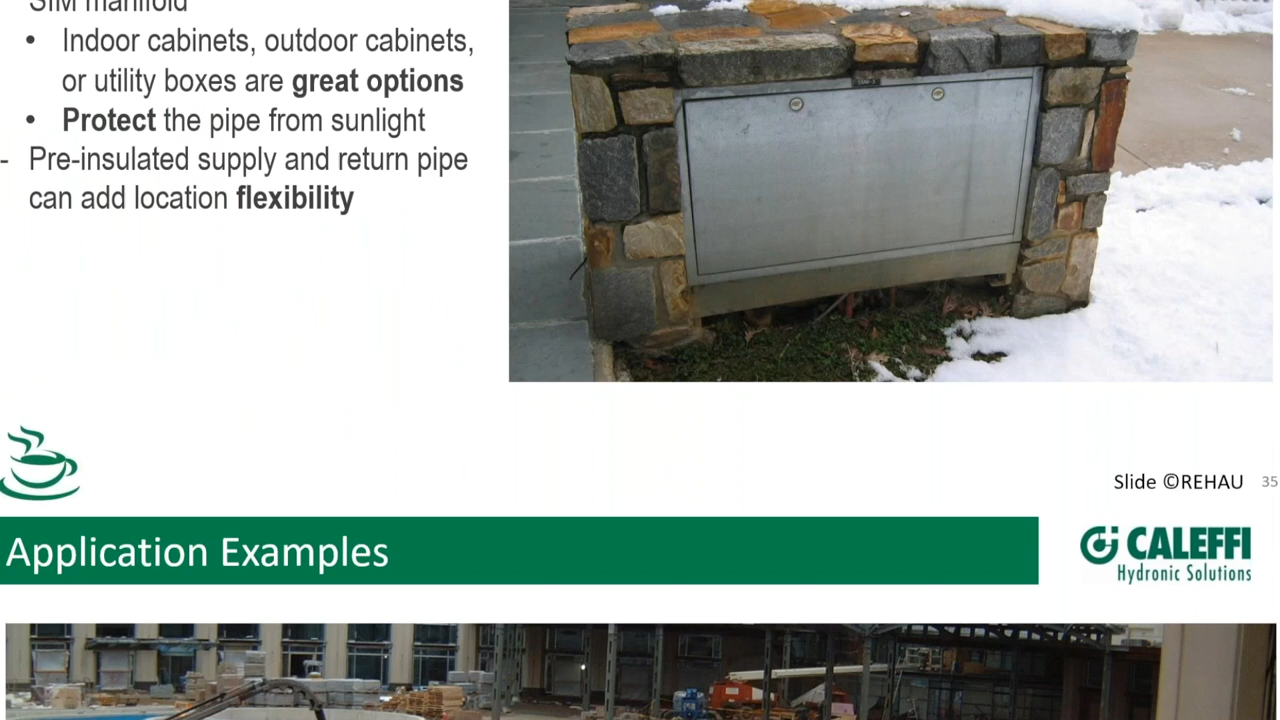 SIM manifold
• Indoor cabinets, outdoor cabinets,
or utility boxes are great options
• Protect the pipe from sunlight
- Pre-insulated supply and return pipe
can add location flexibility
Slide ©REHAU 35
Application Examples
CALEFFI
Hydronic Solutions